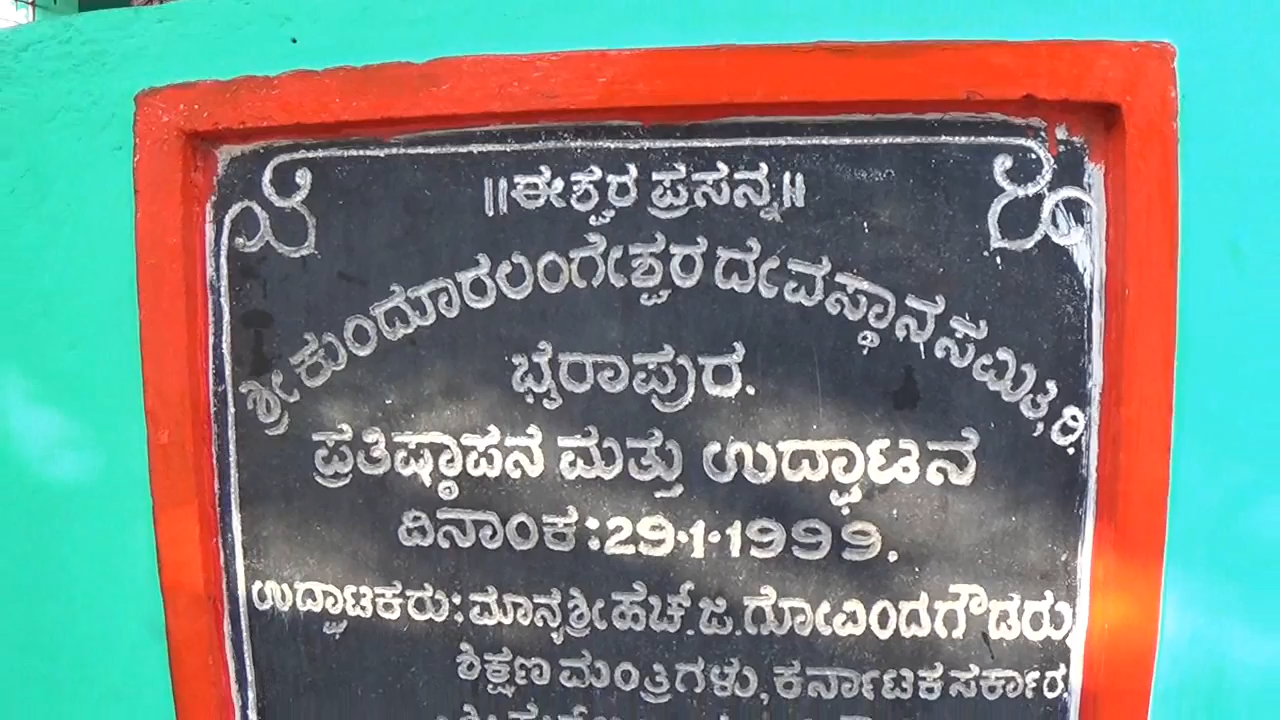 ||ಈಶ್ವರ ಪ್ರಸನ್ನ||
ಶ್ರೀ ಕುಂದೂರಲಂಗೇಶ್ವರ ದೇವಸ್ಥಾನ ಸಮಿತಿ, ರಿ.
ಭೈರಾಪುರ.
ಪ್ರತಿಷ್ಠಾಪನ ಮತ್ತು ಉದ್ಘಾಟನ
ದಿನಾಂಕ:29.1.1999.
ಉದ್ಘಾಟಕರು: ಮಾನ್ಯಶ್ರೀ ಹೆಚ್.ಜಿ.ಗೋವಿಂದಗೌಡರು,
ಶಿಕ್ಷಣ ಮಂತ್ರಿಗಳು, ಕರ್ನಾಟಕ ಸರ್ಕಾರ.